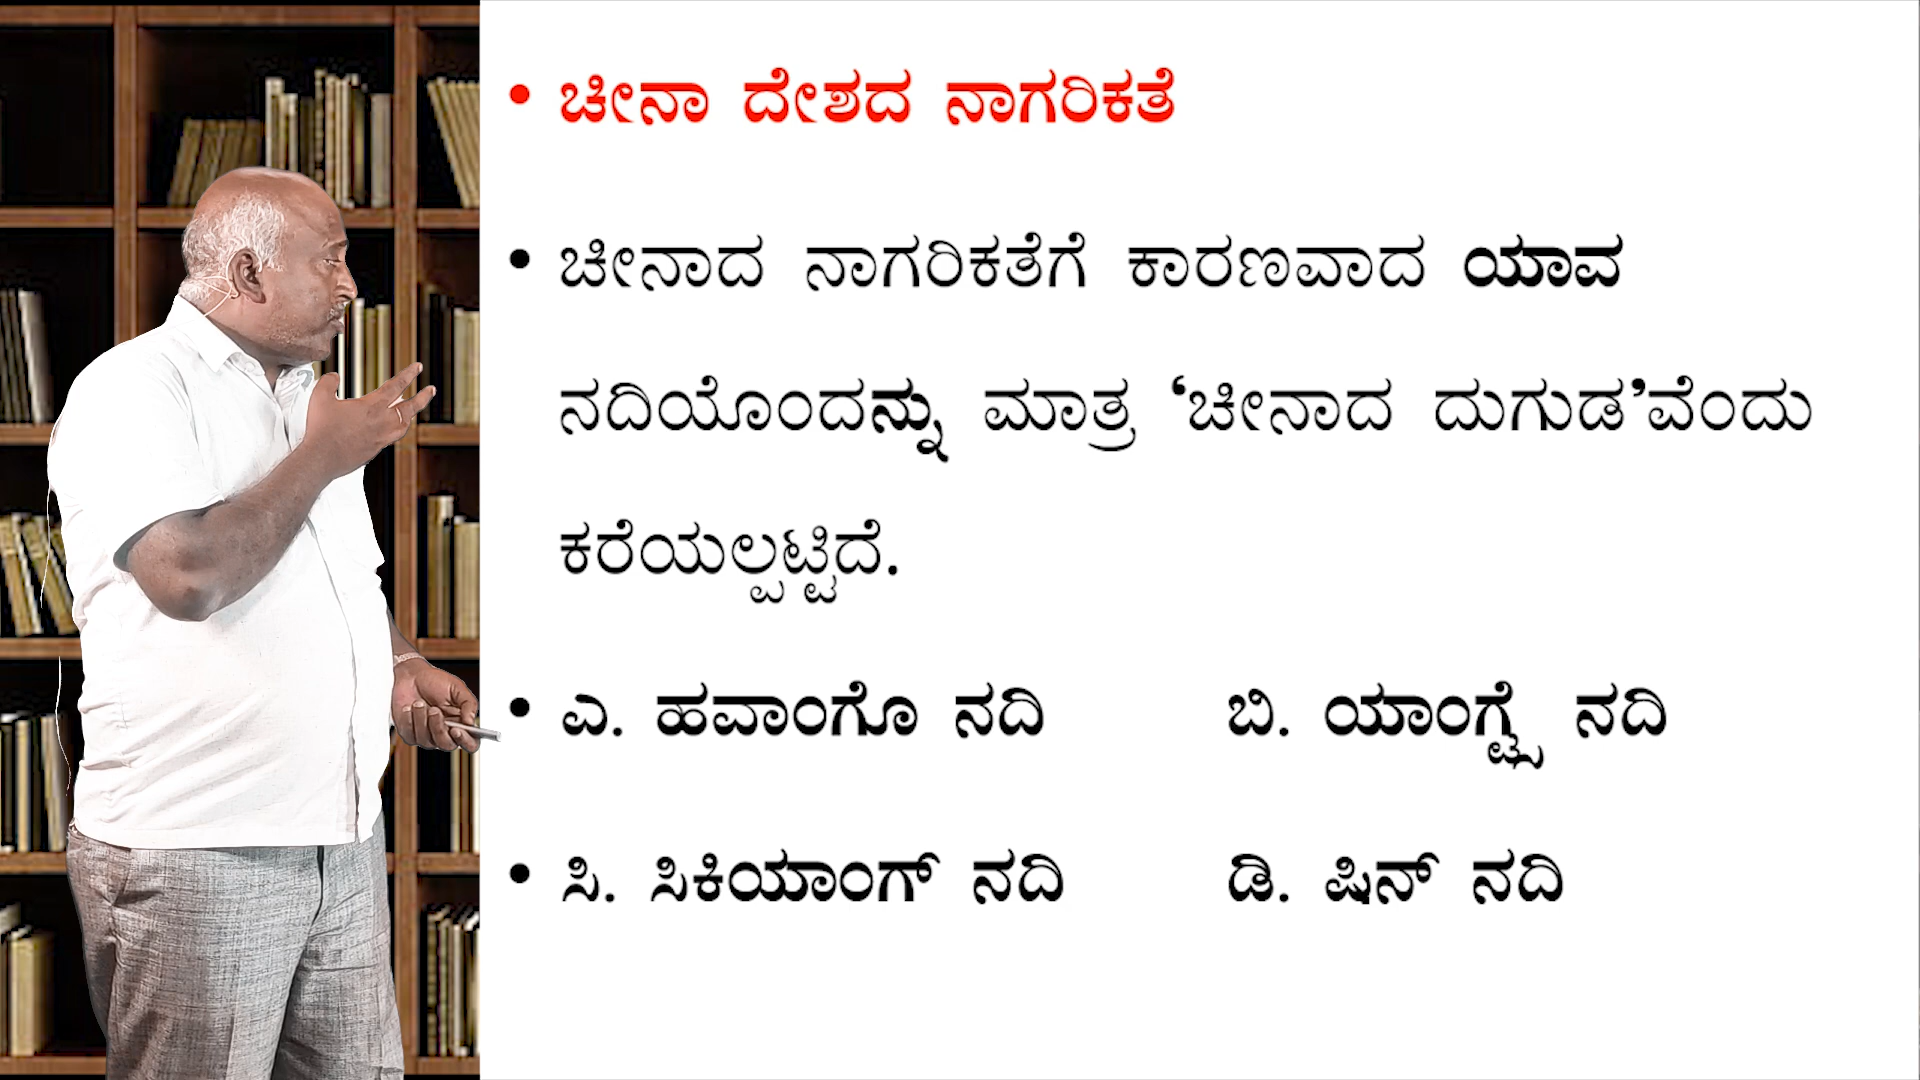 • ಚೀನಾ ದೇಶದ ನಾಗರಿಕತೆ
• ಚೀನಾದ ನಾಗರಿಕತೆಗೆ ಕಾರಣವಾದ ಯಾವ
ನದಿಯೊಂದನ್ನು ಮಾತ್ರ ‘ಚೀನಾದ ದುಗುಡ’ವೆಂದು
ಕರೆಯಲ್ಪಟ್ಟಿದೆ.
• ಎ. ಹವಾಂಗೊ ನದಿ ಬಿ. ಯಾಂಗ್ಟ್ಸೆ ನದಿ
• ಸಿ. ಸಿಕಿಯಾಂಗ್ ನದಿ ಡಿ. ಷಿನ್ ನದಿ